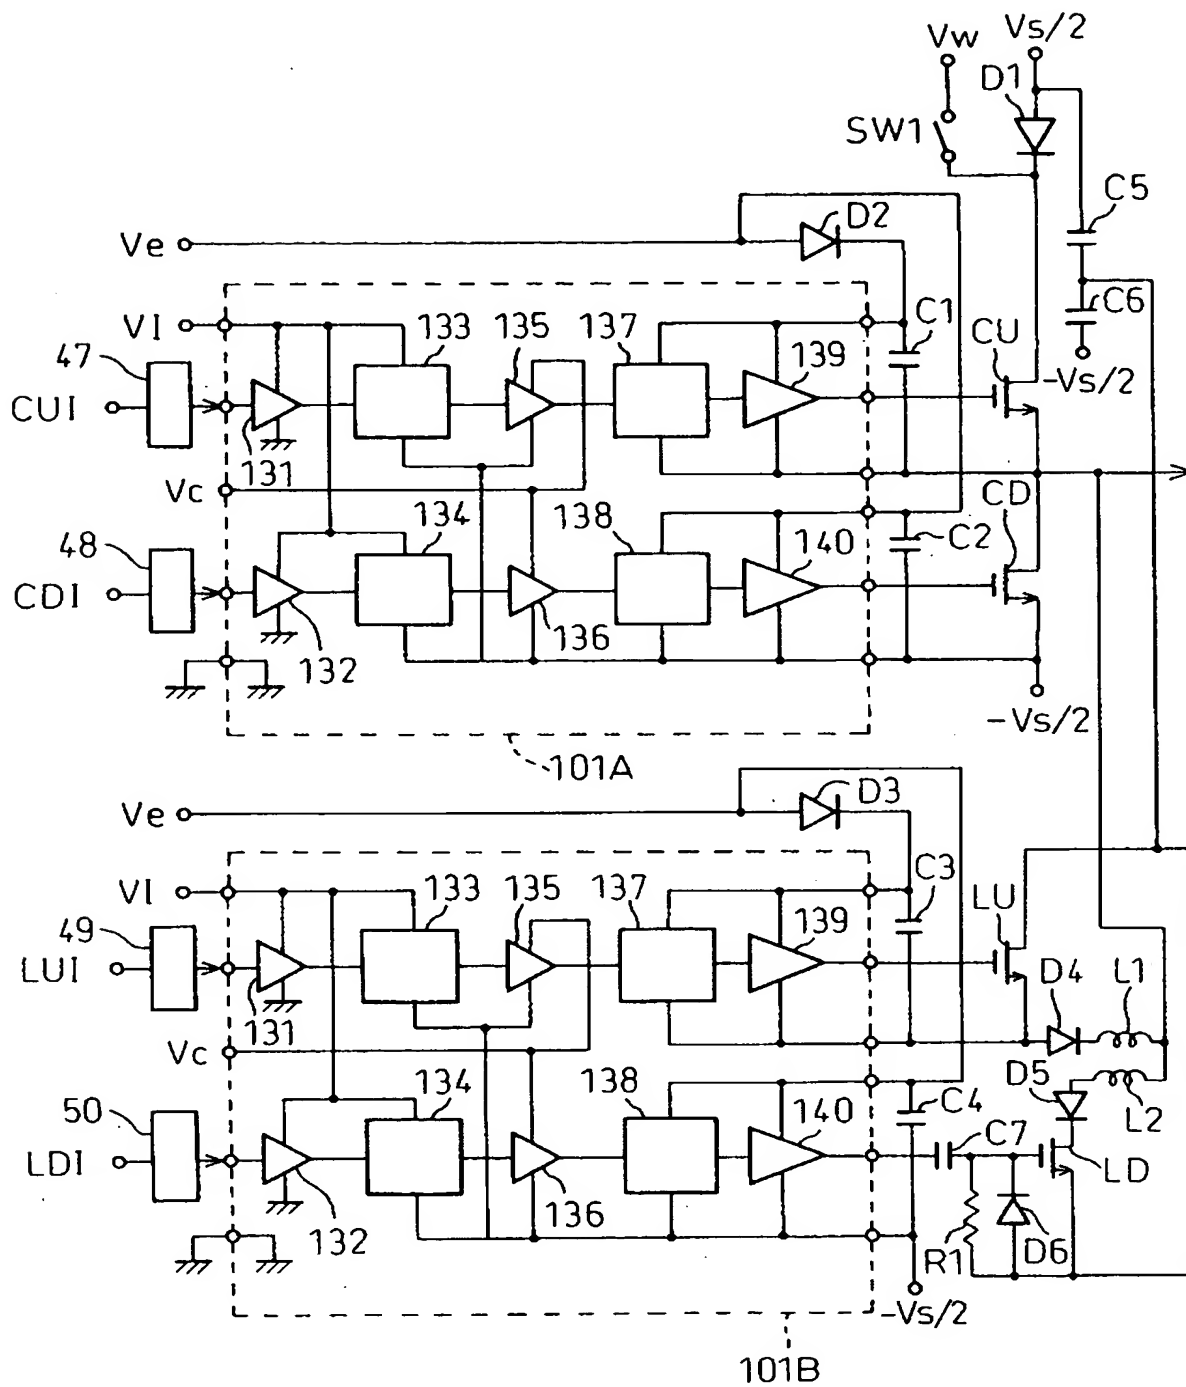 Vw
Vs/2
D1
SW1
C5
D2
Ve
C6
VI
133
135
137
C1
139
CU
-Vs/2
47
CUI
131
Vc
134
138
CD
48
140
C2
CDI
136
132
-Vs/2
101A
Ve
D3
VI
133
135
137
C3
LU
49
139
LUI
D4
L1
131
Vc
134
138
D5
50
140
C4
L2
C7
LDI
LD
136
132
R1
D6
-Vs/2
101B